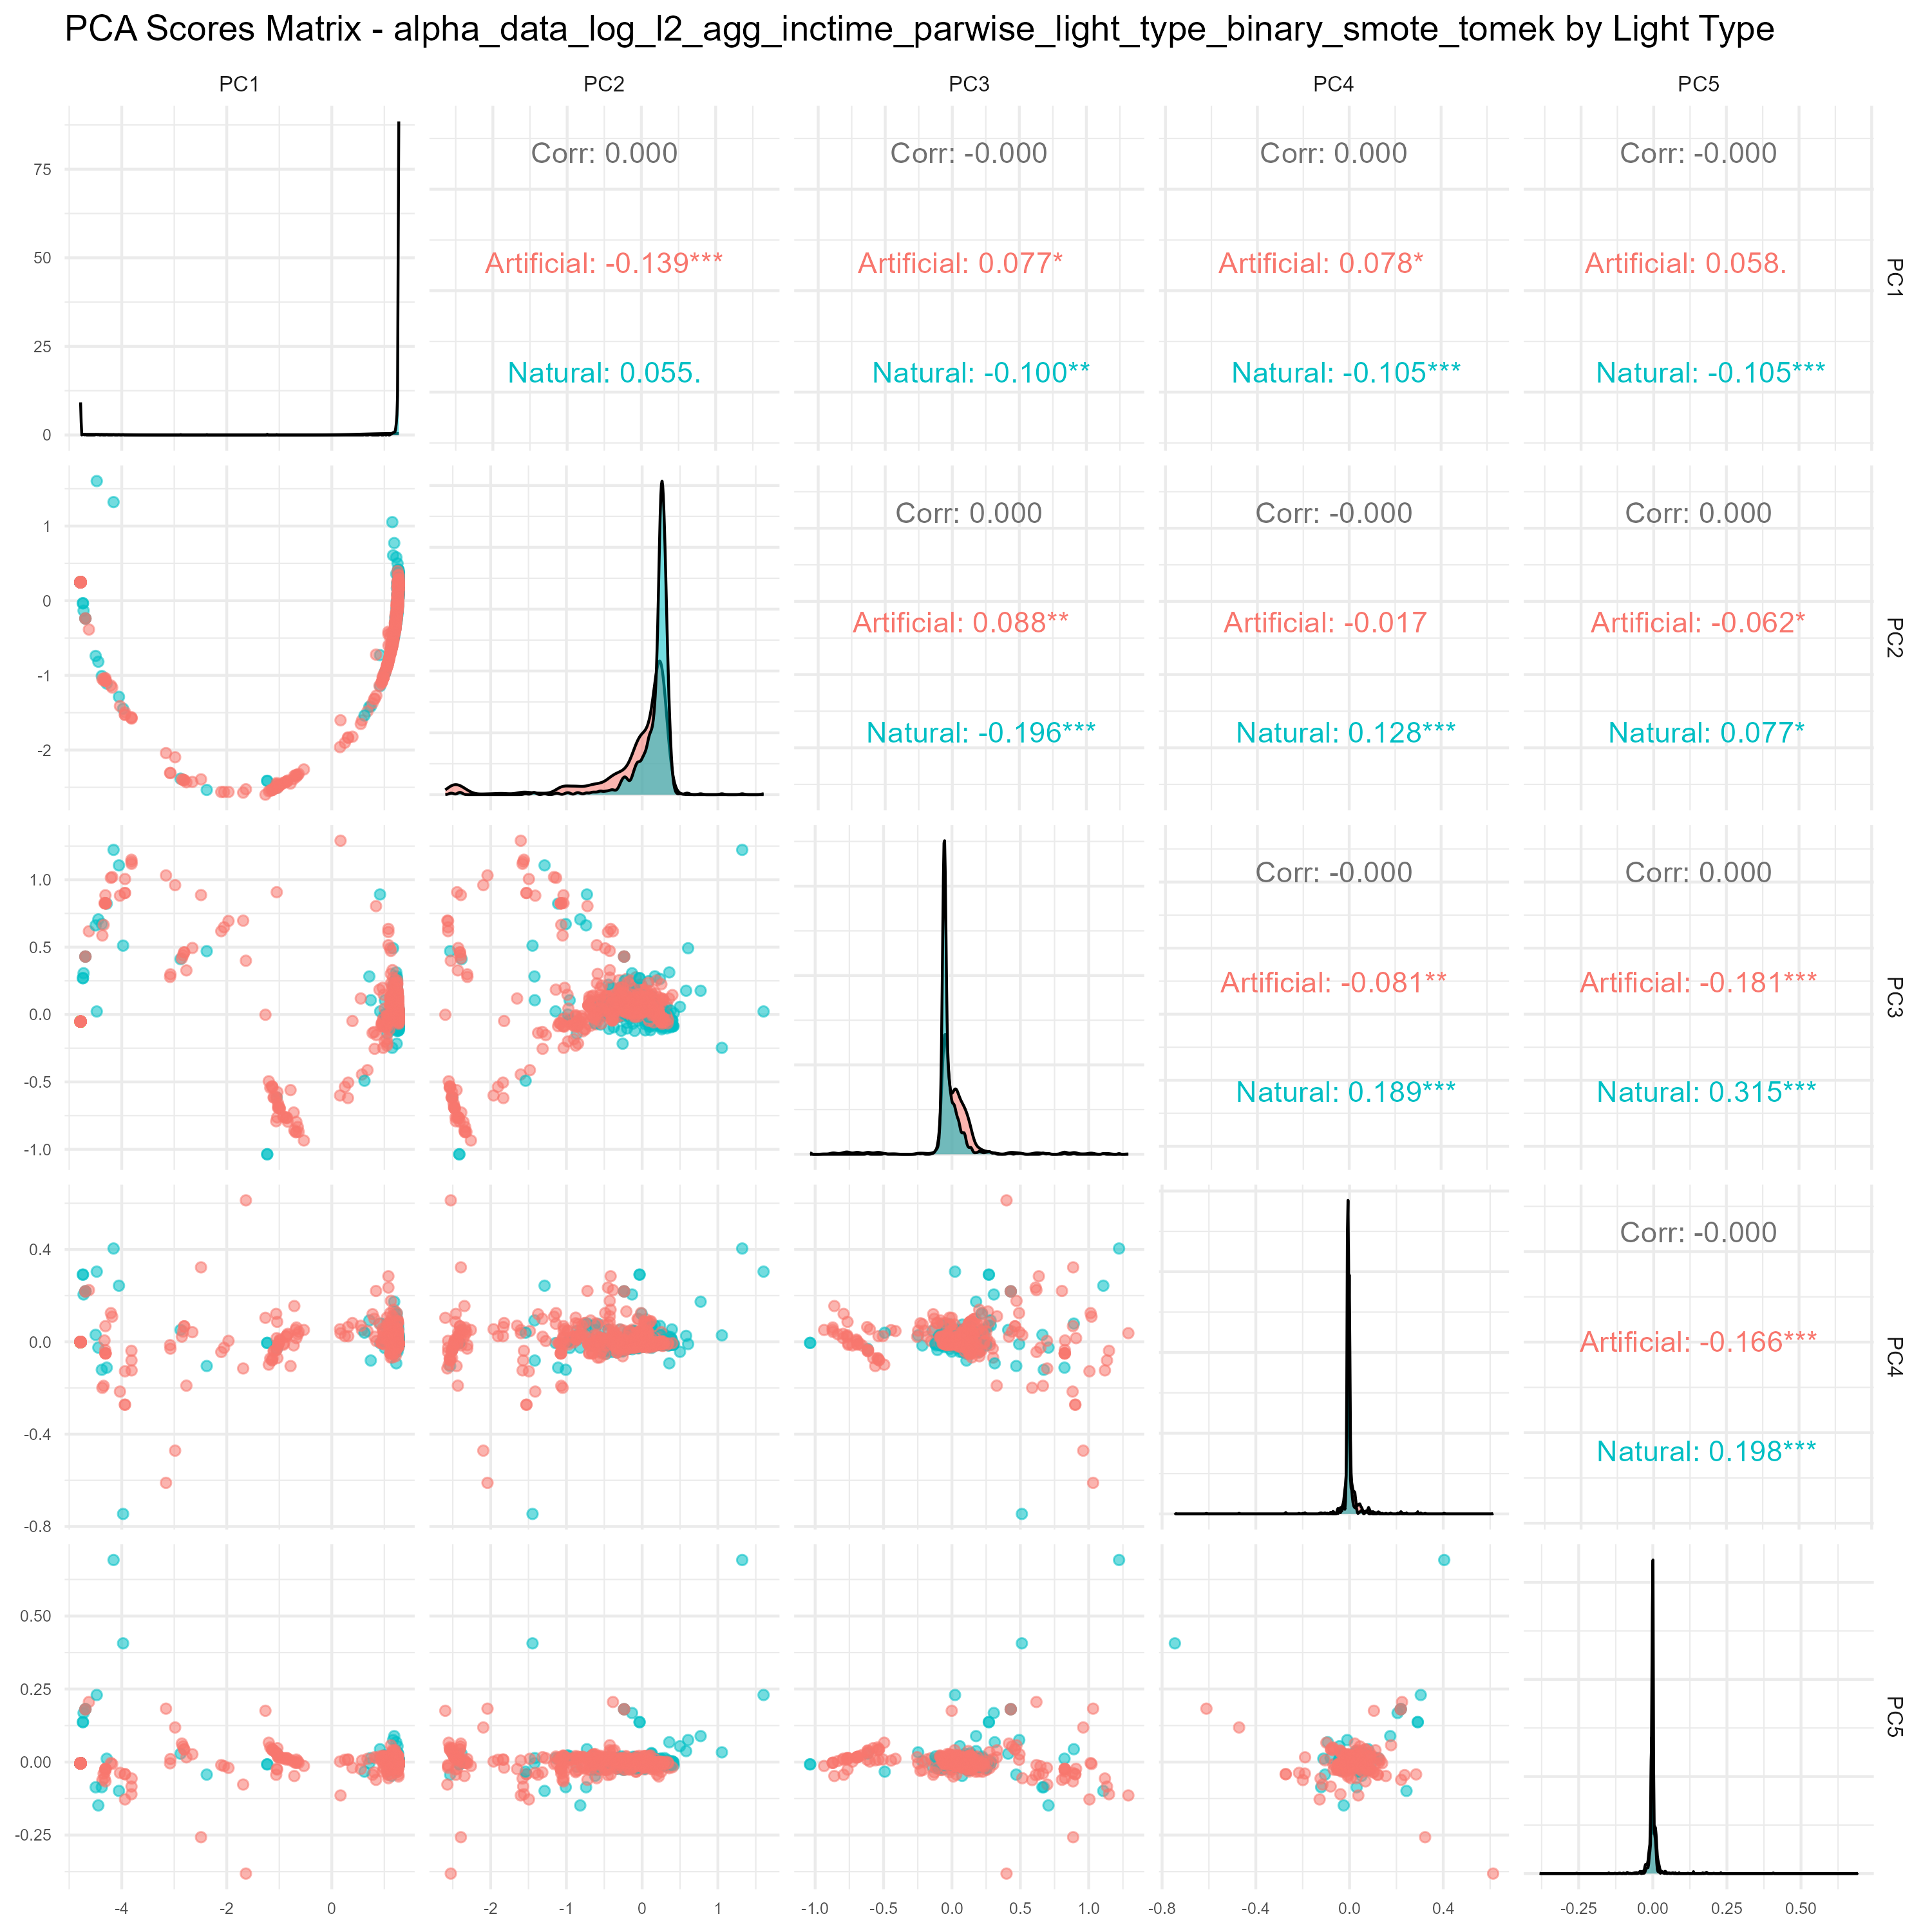 PCA Scores Matrix - alpha_data_log_l2_agg_inctime_parwise_light_type_binary_smote_tomek by Light Type
PC1 PC2 PC3 PC4 PC5
75
50
25
0
Corr: 0.000
Artificial: -0.139***
Natural: 0.055.
Corr: -0.000
Artificial: 0.077*
Natural: -0.100**
Corr: 0.000
Artificial: 0.078*
Natural: -0.105***
Corr: -0.000
Artificial: 0.058.
Natural: -0.105***
PC1
1
0
-1
-2
Corr: 0.000
Artificial: 0.088**
Natural: -0.196***
Corr: -0.000
Artificial: -0.017
Natural: 0.128***
Corr: 0.000
Artificial: -0.062*
Natural: 0.077*
PC2
1.0
0.5
0.0
-0.5
-1.0
Corr: -0.000
Artificial: -0.081**
Natural: 0.189***
Corr: 0.000
Artificial: -0.181***
Natural: 0.315***
PC3
0.4
0.0
-0.4
-0.8
Corr: -0.000
Artificial: -0.166***
Natural: 0.198***
PC4
0.50
0.25
0.00
-0.25
PC5
-4 -2 0
-2 -1 0 1
-1.0 -0.5 0.0 0.5 1.0
-0.8 -0.4 0.0 0.4
-0.25 0.00 0.25 0.50